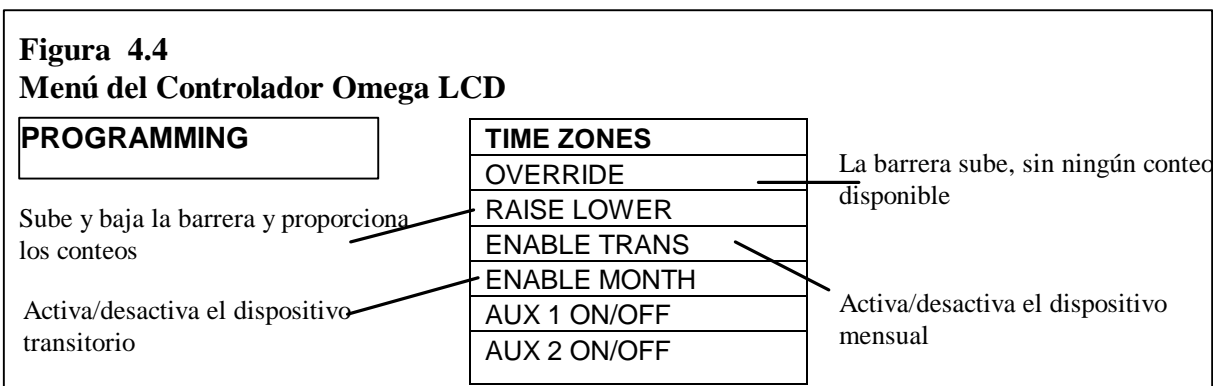 Figura 4.4
Menú del Controlador Omega LCD
PROGRAMMING
Sube y baja la barrera y proporciona
los conteos
Activa/desactiva el dispositivo
transitorio
TIME ZONES
OVERRIDE
RAISE LOWER
ENABLE TRANS
ENABLE MONTH
AUX 1 ON/OFF
AUX 2 ON/OFF
La barrera sube, sin ningún conteo
disponible
Activa/desactiva el dispositivo
mensual